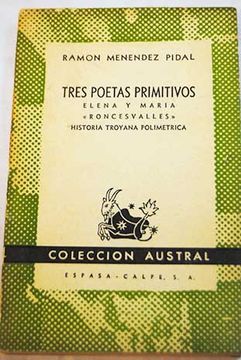 RAMON MENENDEZ PIDAL
TRES POETAS PRIMITIVOS
ELENA Y MARIA
«RONCESVALLES»
HISTORIA TROYANA POLIMETRICA
COLECCION AUSTRAL
ESPASA-CALPE, S. A.